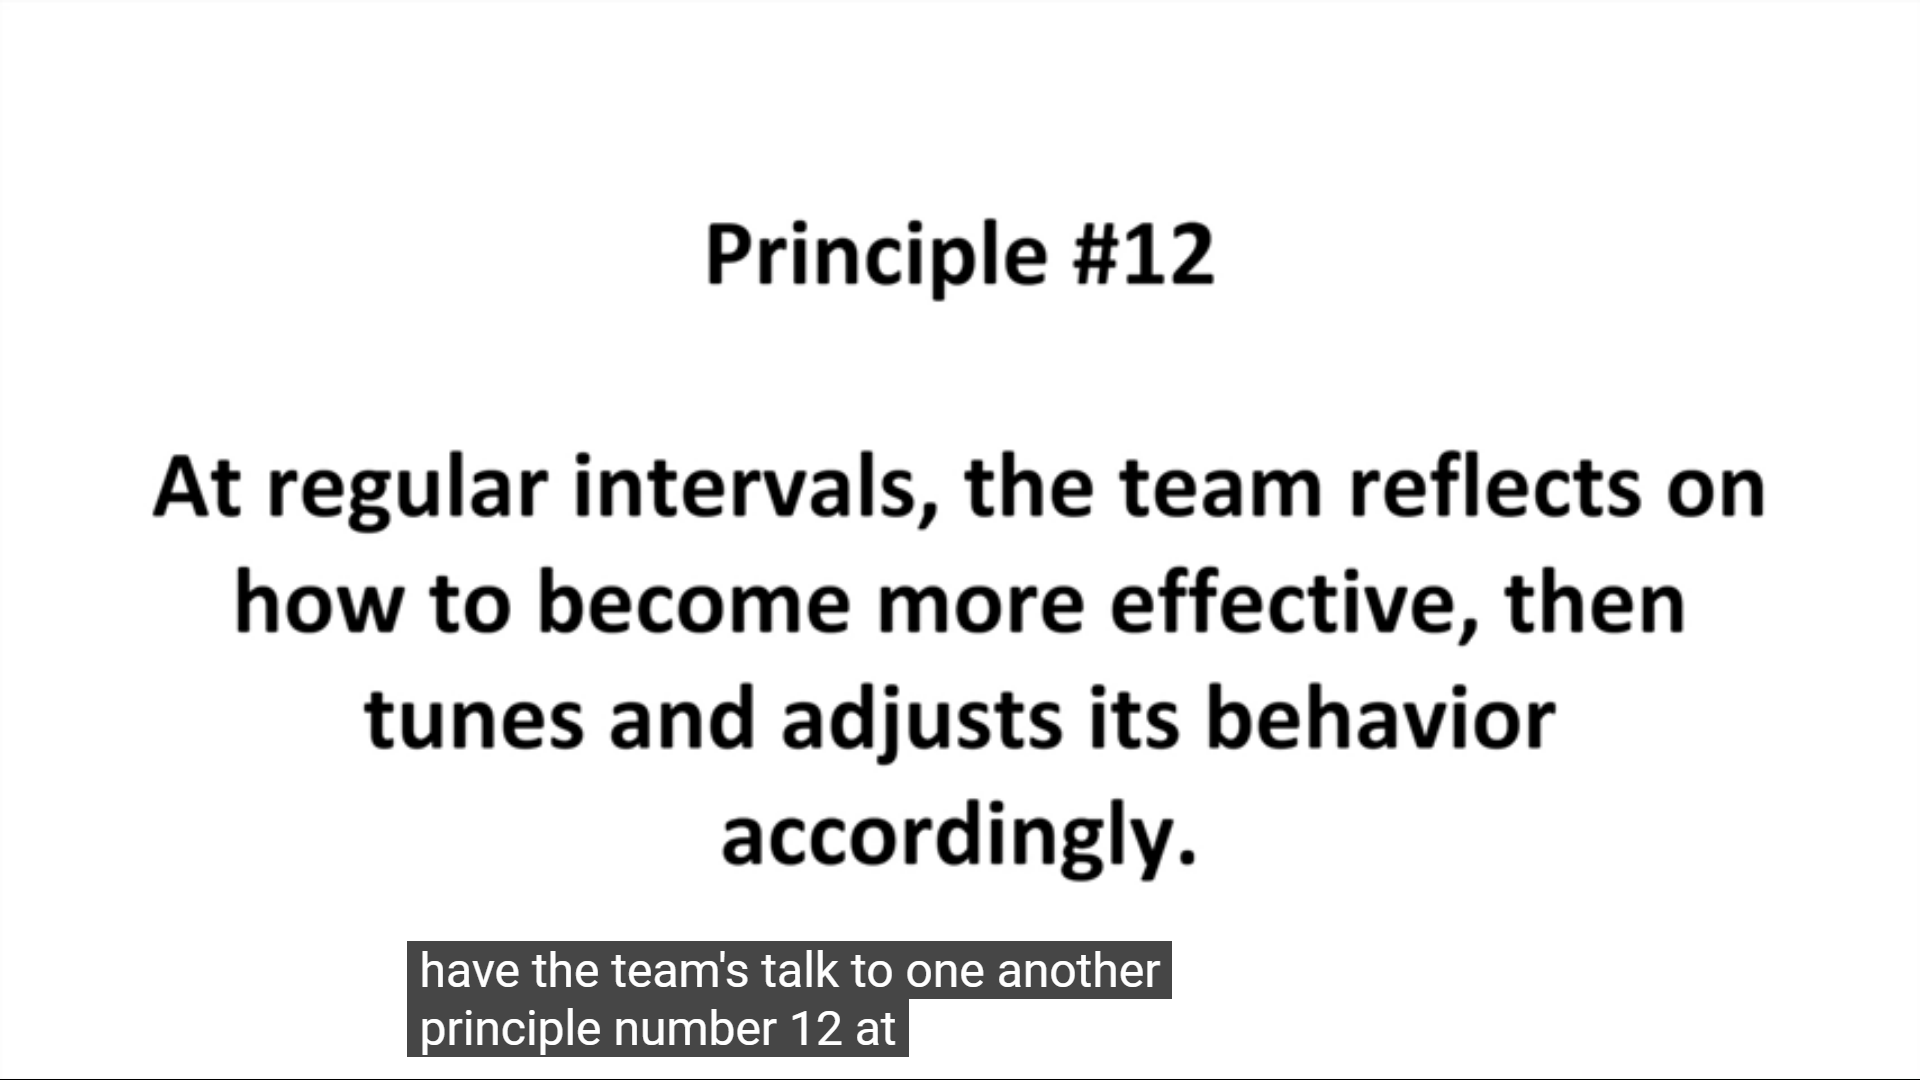 Principle #12
At regular intervals, the team reflects on
how to become more effective, then
tunes and adjusts its behavior
accordingly.
have the team's talk to one another
principle number 12 at